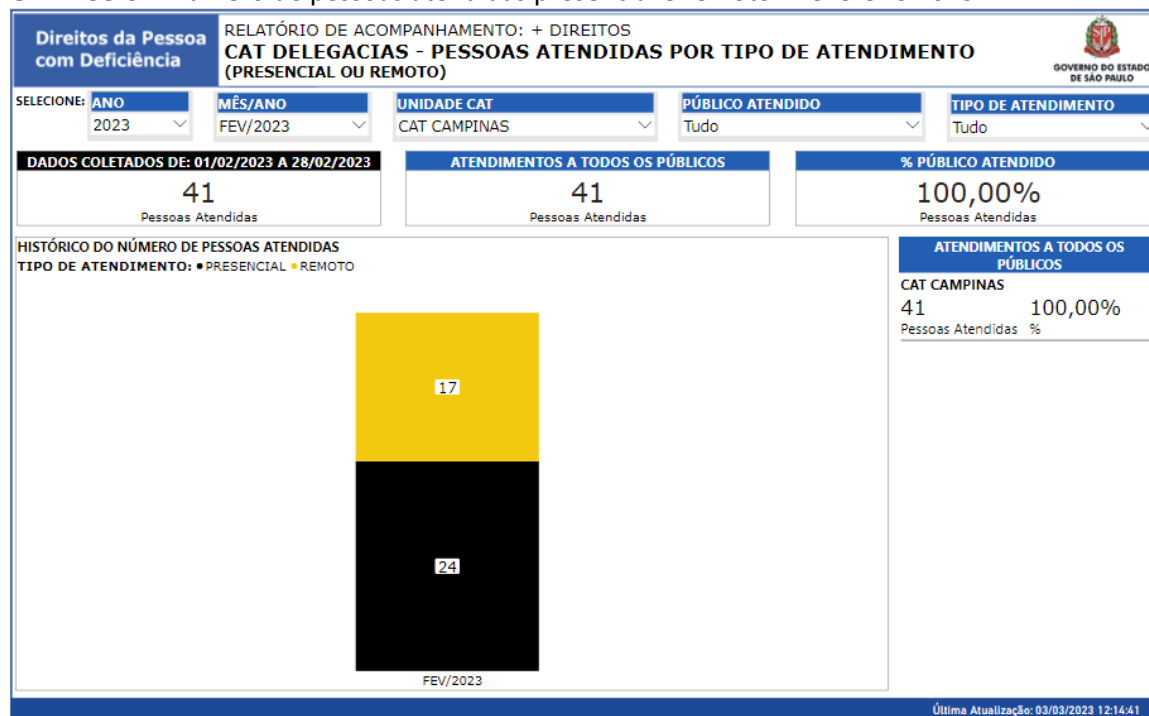 Direitos da Pessoa
com Deficiência
RELATÓRIO DE ACOMPANHAMENTO: + DIREITOS
CAT DELEGACIAS - PESSOAS ATENDIDAS POR TIPO DE ATENDIMENTO
(PRESENCIAL OU REMOTO)
GOVERNO DO ESTADO
DE SÃO PAULO
SELECIONE:
ANO
2023
MÊS/ANO
FEV/2023
UNIDADE CAT
CAT CAMPINAS
PÚBLICO ATENDIDO
Tudo
TIPO DE ATENDIMENTO
Tudo
DADOS COLETADOS DE: 01/02/2023 A 28/02/2023
41
Pessoas Atendidas
ATENDIMENTOS A TODOS OS PÚBLICOS
41
Pessoas Atendidas
% PÚBLICO ATENDIDO
100,00%
Pessoas Atendidas
HISTÓRICO DO NÚMERO DE PESSOAS ATENDIDAS
TIPO DE ATENDIMENTO: PRESENCIAL REMOTO
17
24
FEV/2023
ATENDIMENTOS A TODOS OS
PÚBLICOS
CAT CAMPINAS
41 100,00%
Pessoas Atendidas %
Última Atualização: 03/03/2023 12:14:41